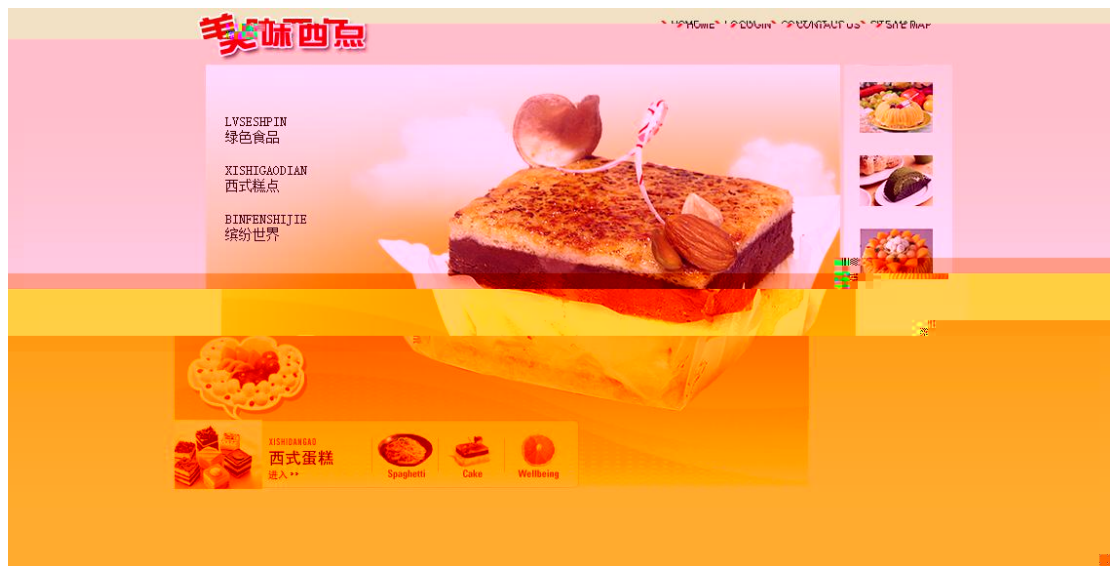 美味西点
HOME LOGIN CONTACT US SITE MAP
LVSESHPIN
绿色食品
XISHIGAODIAN
西式糕点
BINFENSHIJIE
缤纷世界
XISHIDANGAO
西式蛋糕
进入
Spaghetti Cake Wellbeing